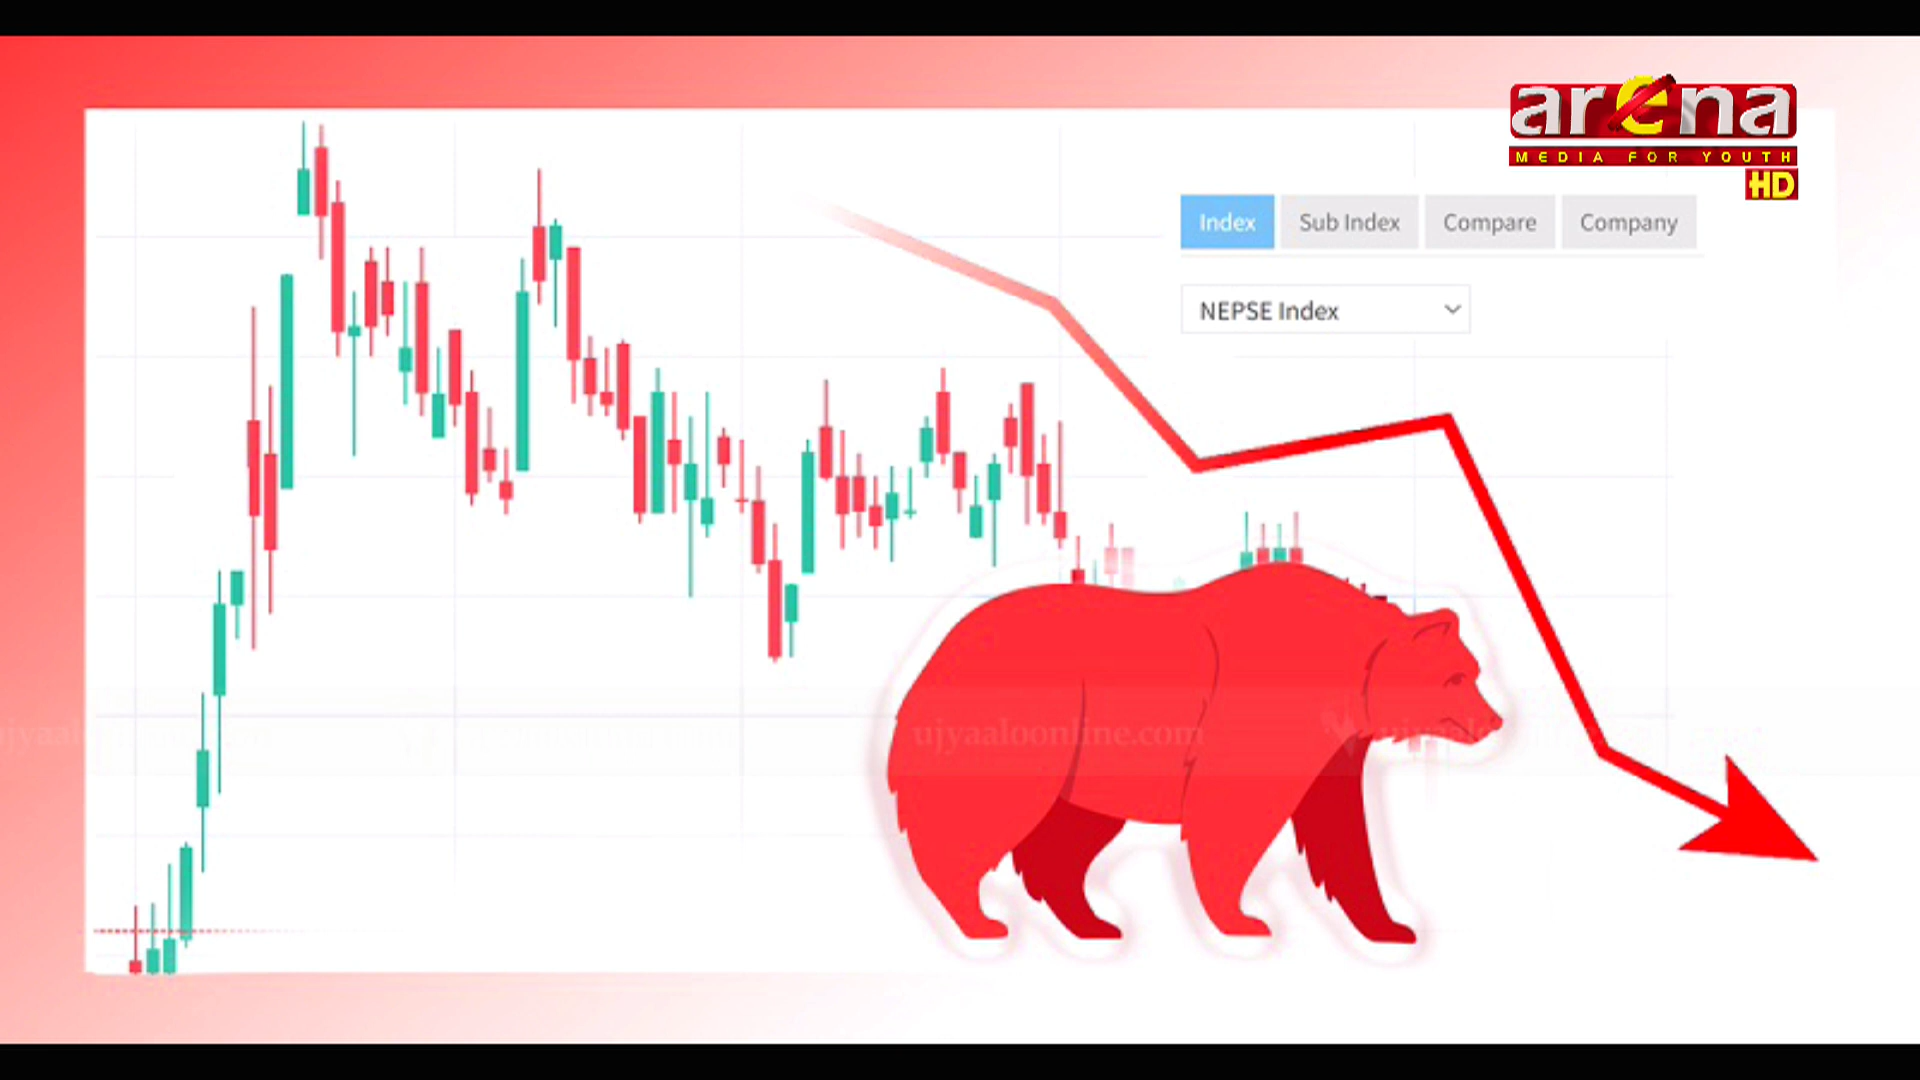 arena
MEDIA FOR YOUTH
HD
Index Sub Index Compare Company
NEPSE Index
ujyaaloonline.com